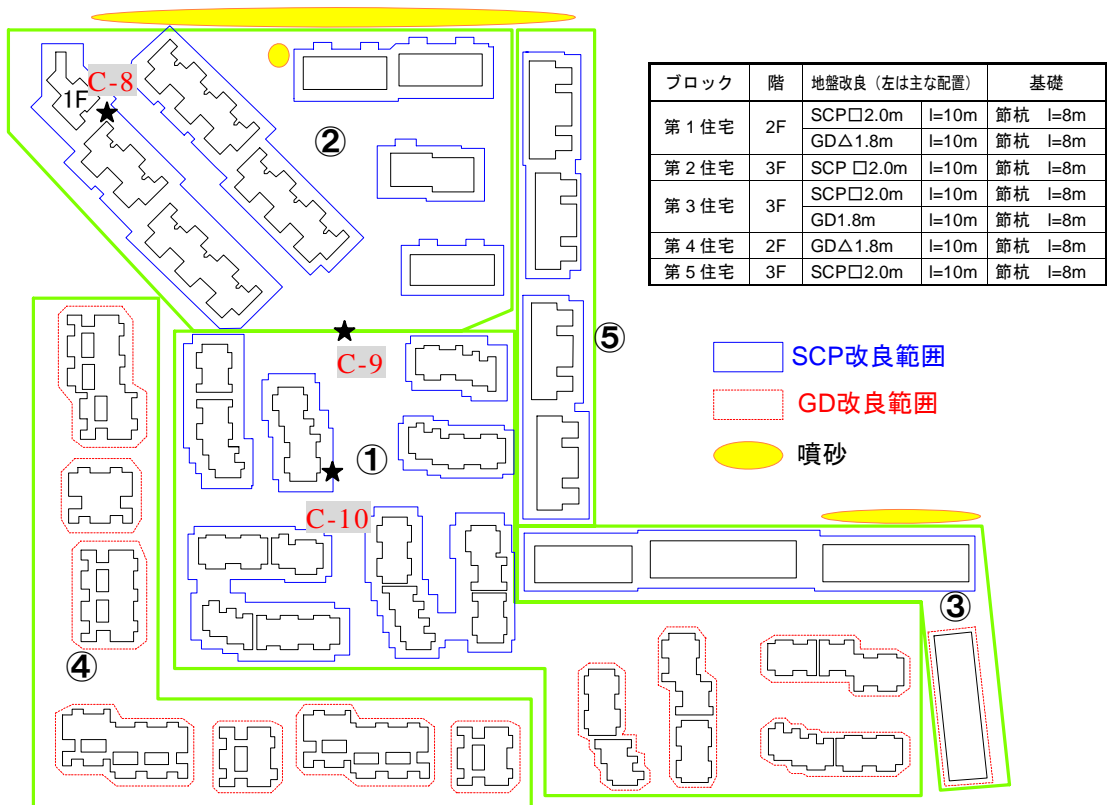 C-8
1F
②
C-9
⑤
C-10
①
④
③
ブロック 階 地盤改良（左は主な配置） 基礎
第１住宅 2F SCP□2.0m l=10m 節杭 l=8m
GD△1.8m l=10m 節杭 l=8m
第２住宅 3F SCP □2.0m l=10m 節杭 l=8m
第３住宅 3F SCP□2.0m l=10m 節杭 l=8m
GD1.8m l=10m 節杭 l=8m
第４住宅 2F GD△1.8m l=10m 節杭 l=8m
第５住宅 3F SCP□2.0m l=10m 節杭 l=8m
SCP改良範囲
GD改良範囲
噴砂